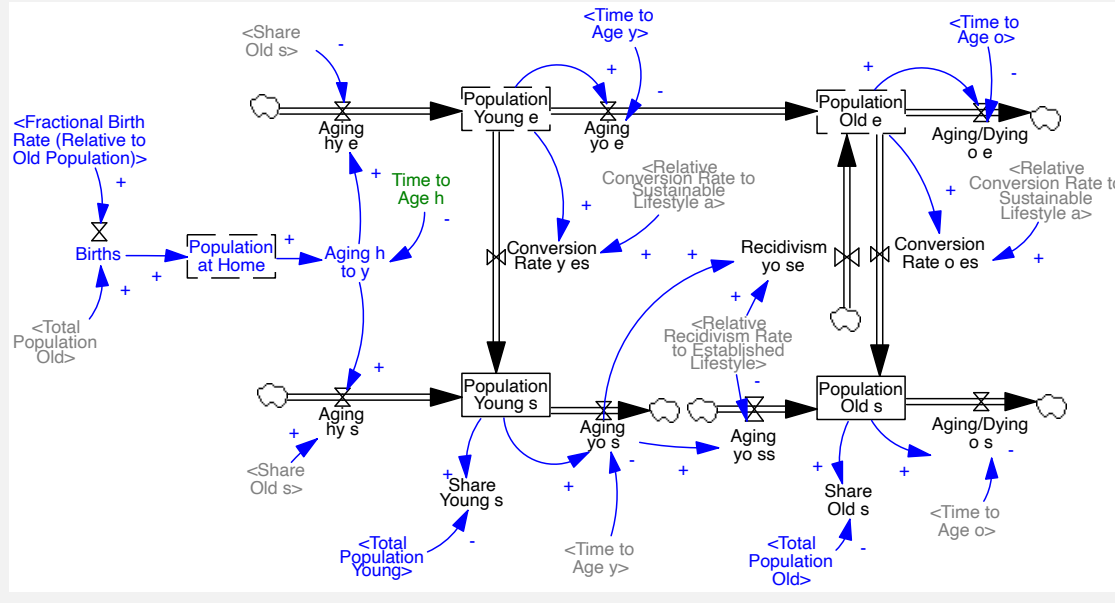 <Share
Old s>
-
<Time to
Age y>
+
-
<Time to
Age o>
+
-
Population
Young e
Population
Old e
Aging
hy e
Aging
yo e
Aging/Dying
o e
<Fractional Birth
Rate (Relative to
Old Population)>
+
+
Time to
Age h
-
<Relative
Conversion Rate to
Sustainable
Lifestyle a>
+
<Relative
Conversion Rate to
Sustainable
Lifestyle a>
+
Births
+
Population
at Home
+
Aging h
to y
Conversion
Rate y es
+
+
Recidivism
yo se
Conversion
Rate o es
+
+
<Total
Population
Old>
+
<Relative
Recidivism Rate
to Established
Lifestyle>
-
+
Population
Young s
Population
Old s
Aging
hy s
Aging
yo s
Aging
yo ss
Aging/Dying
o s
+
<Share
Old s>
+
Share
Young s
+
-
+
+
Share
Old s
+
-
<Total
Population
Young>
-
<Time to
Age y>
<Total
Population
Old>
-
<Time to
Age o>